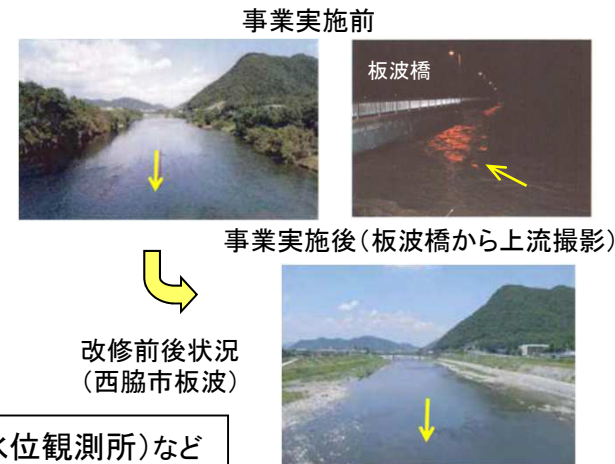 事業実施前
板波橋
事業実施後(板波橋から上流撮影)
改修前後状況
(西脇市板波)
水位観測所)など